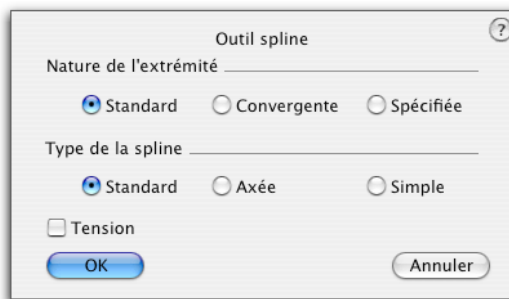 ?
Outil spline
Nature de l'extrémité
Standard Convergente Spécifiée
Type de la spline
Standard Axée Simple
Tension
OK Annuler